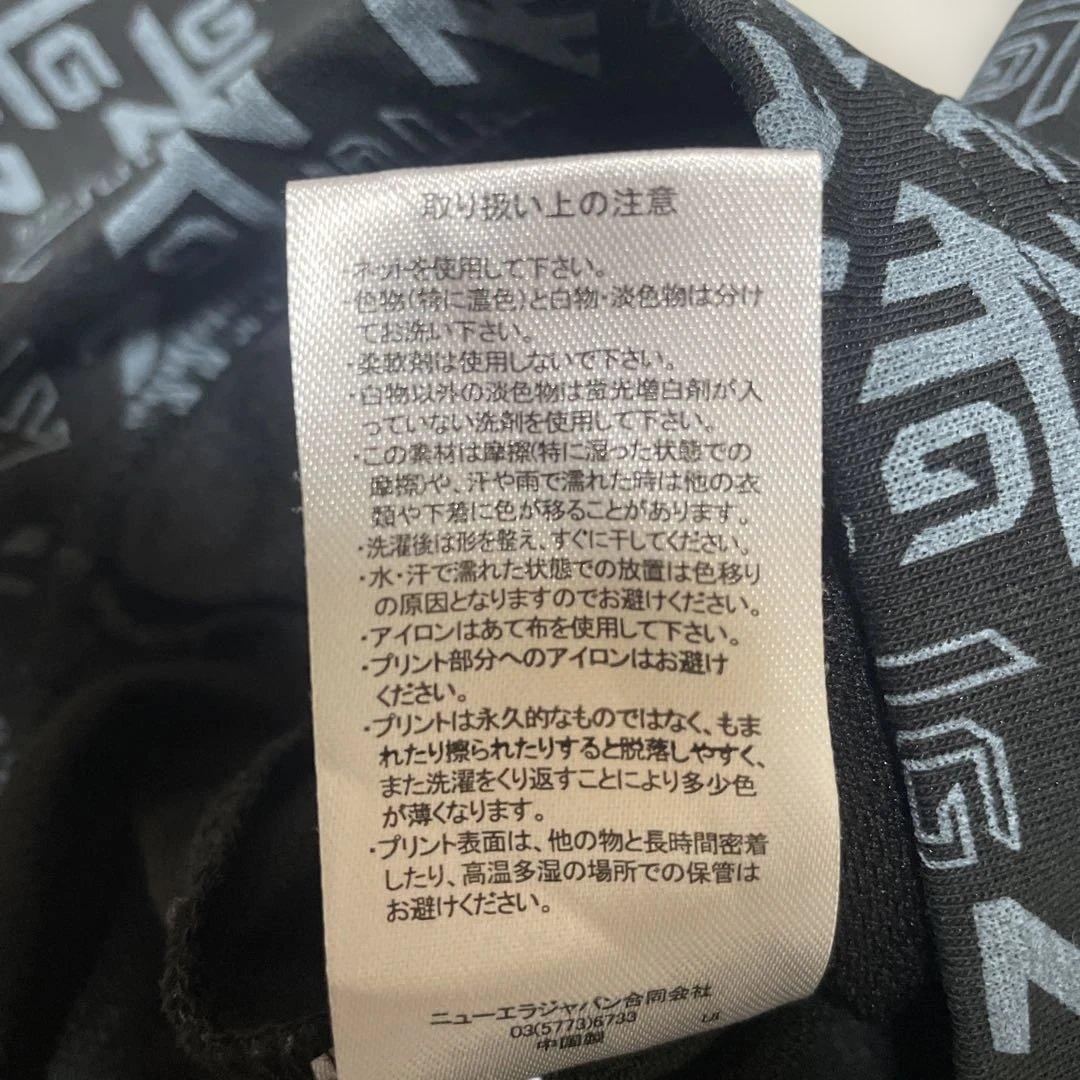 取り扱い上の注意
・ネットを使用して下さい。
・色物(特に濃色)と白物・淡色物は分け
てお洗い下さい。
・柔軟剤は使用しないで下さい。
・白物以外の淡色物は蛍光増白剤が入
っていない洗剤を使用して下さい。
・この素材は摩擦(特に湿った状態での
摩擦)や、汗や雨で濡れた時は他の衣
類や下着に色が移ることがあります。
・洗濯後は形を整え、すぐに干してください。
・水・汗で濡れた状態での放置は色移り
の原因となりますのでお避けください。
・アイロンはあて布を使用して下さい。
・プリント部分へのアイロンはお避け
ください。
・プリントは永久的なものではなく、もま
れたり擦られたりすると脱落しやすく、
また洗濯をくり返すことにより多少色
が薄くなります。
・プリント表面は、他の物と長時間密着
したり、高温多湿の場所での保管は
お避けください。
ニューエラジャパン合同会社
03(5773)6733
UI
中国製